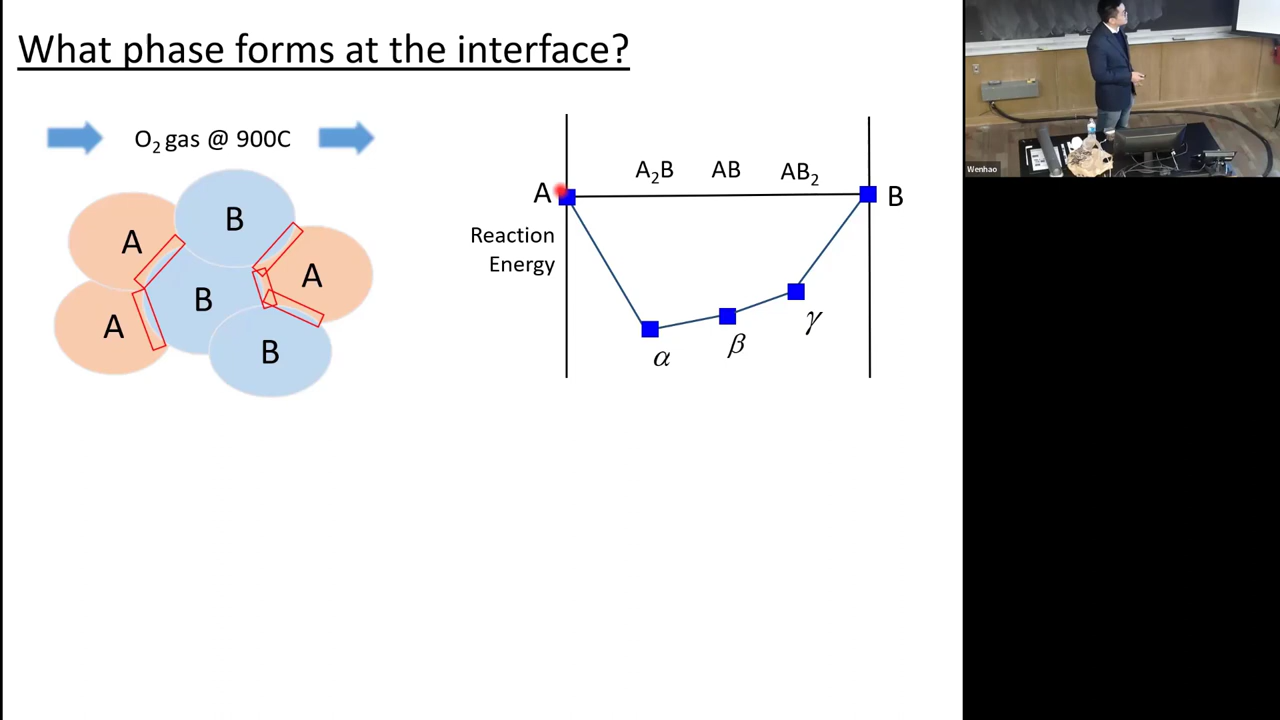 What phase forms at the interface?
O₂ gas @ 900C
A
B
A
B
A
B
A₂B AB AB₂
A
B
Reaction
Energy
α
β
γ
Wenhao